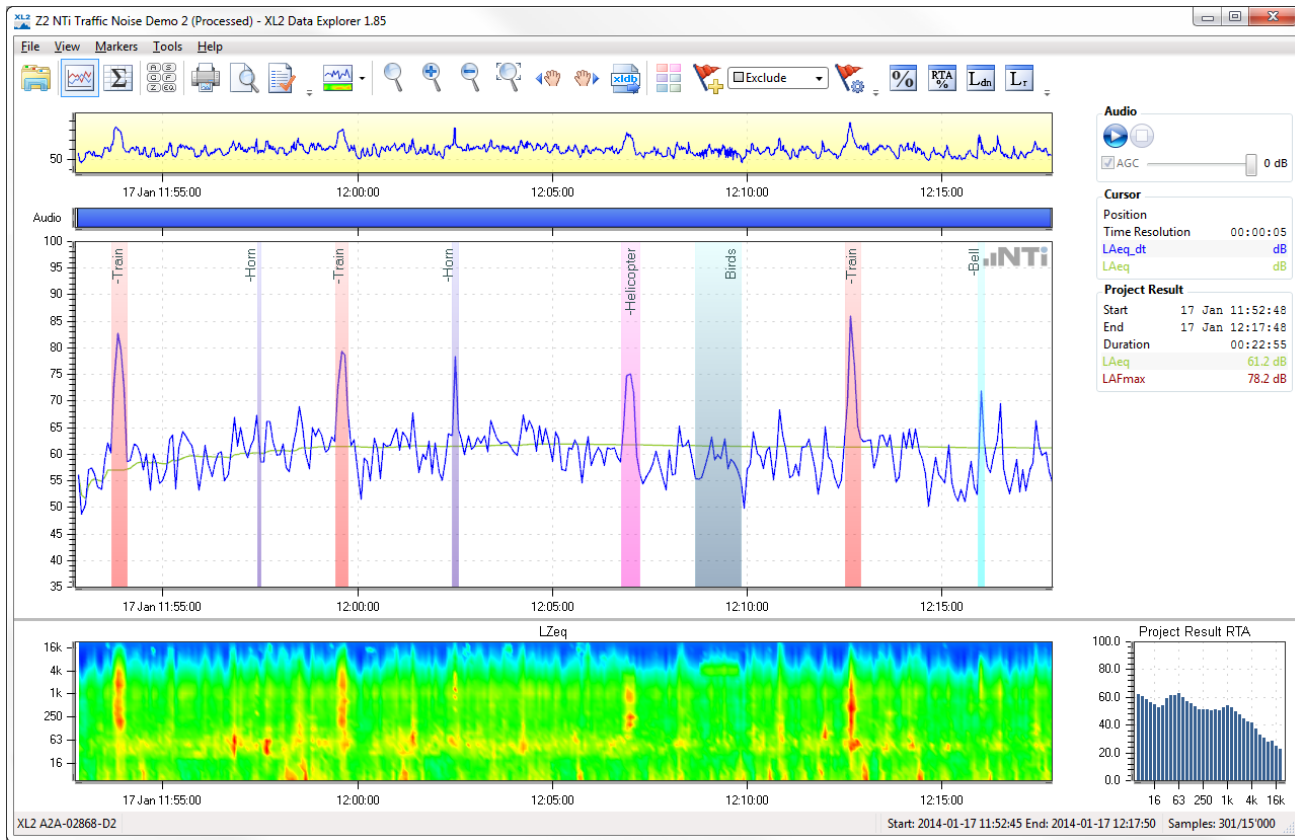 XL2 Z2 NTi Traffic Noise Demo 2 (Processed) - XL2 Data Explorer 1.85
File View Markers Tools Help
A S C F Z EQ xldb Exclude % RTA % Ldn Lr
50
17 Jan 11:55:00 12:00:00 12:05:00 12:10:00 12:15:00
Audio
100
95
90
85
80
75
70
65
60
55
50
45
40
35
-Train -Horn -Train -Horn -Helicopter Birds -Train -Bell NTi
17 Jan 11:55:00 12:00:00 12:05:00 12:10:00 12:15:00
Audio
AGC 0 dB
Cursor
Position
Time Resolution 00:00:05
LAeq_dt dB
LAeq dB
Project Result
Start 17 Jan 11:52:48
End 17 Jan 12:17:48
Duration 00:22:55
LAeq 61.2 dB
LAFmax 78.2 dB
LZeq
16k
4k
1k
250
63
16
17 Jan 11:55:00 12:00:00 12:05:00 12:10:00 12:15:00
Project Result RTA
100.0
80.0
60.0
40.0
20.0
0.0
16 63 250 1k 4k 16k
XL2 A2A-02868-D2 Start: 2014-01-17 11:52:45 End: 2014-01-17 12:17:50 Samples: 301/15'000